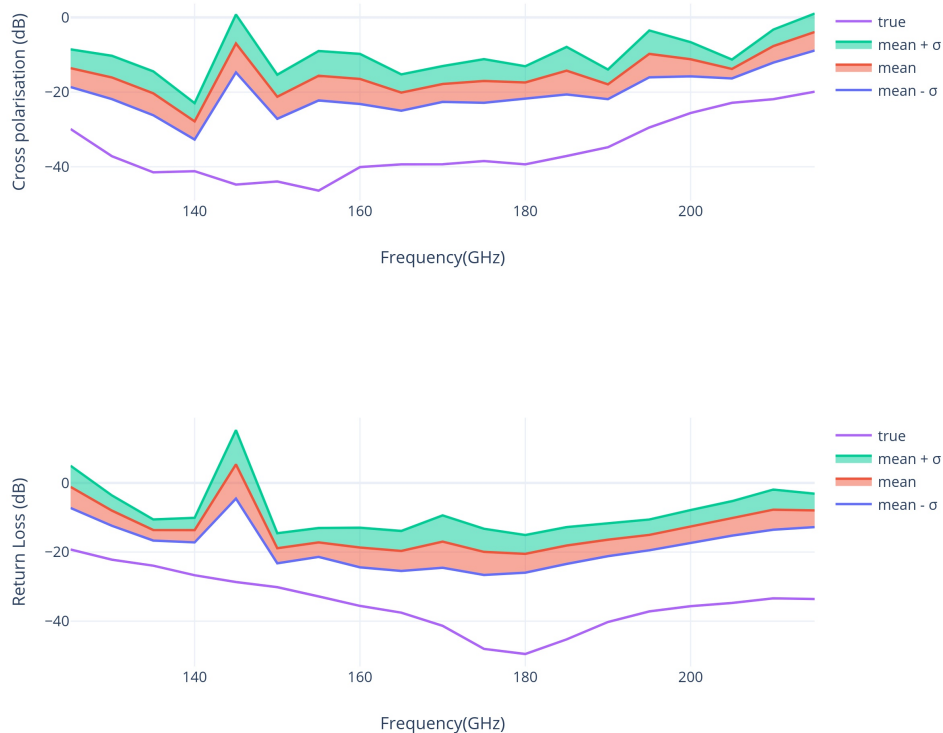 Cross polarisation (dB)
0
−20
−40
140
160
180
200
Frequency(GHz)
true
mean + σ
mean
mean - σ
Return Loss (dB)
0
−20
−40
140
160
180
200
Frequency(GHz)
true
mean + σ
mean
mean - σ